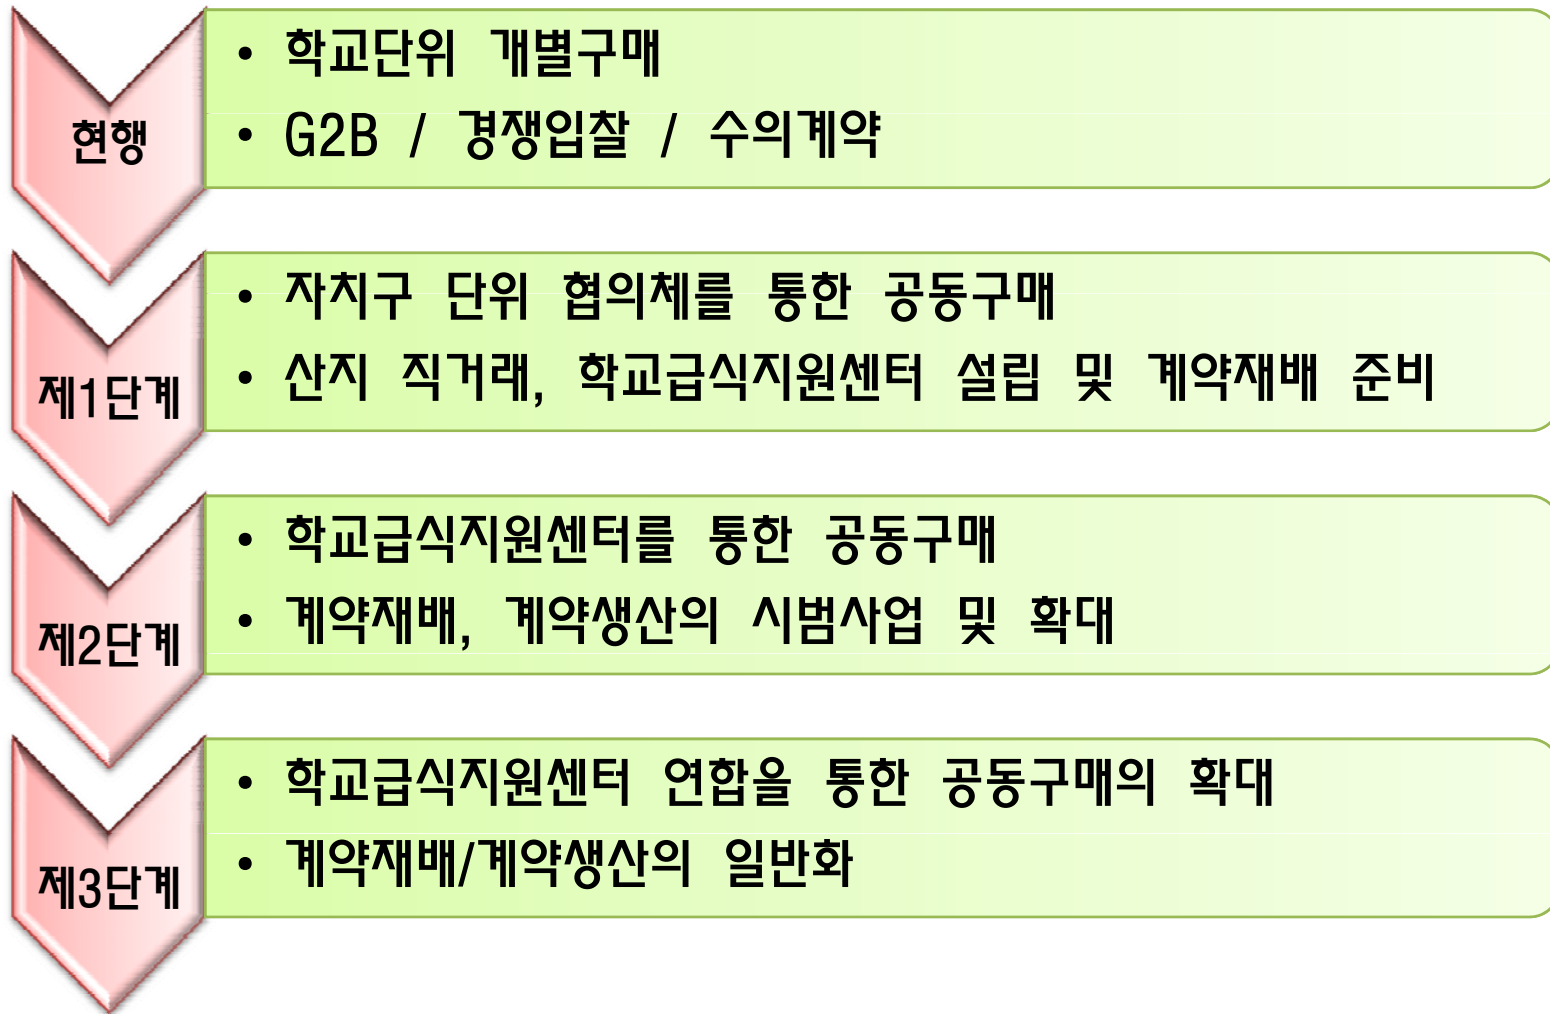 현행
• 학교단위 개별구매
• G2B / 경쟁입찰 / 수의계약
제1단계
• 자치구 단위 협의체를 통한 공동구매
• 산지 직거래, 학교급식지원센터 설립 및 계약재배 준비
제2단계
• 학교급식지원센터를 통한 공동구매
• 계약재배, 계약생산의 시범사업 및 확대
제3단계
• 학교급식지원센터 연합을 통한 공동구매의 확대
• 계약재배/계약생산의 일반화